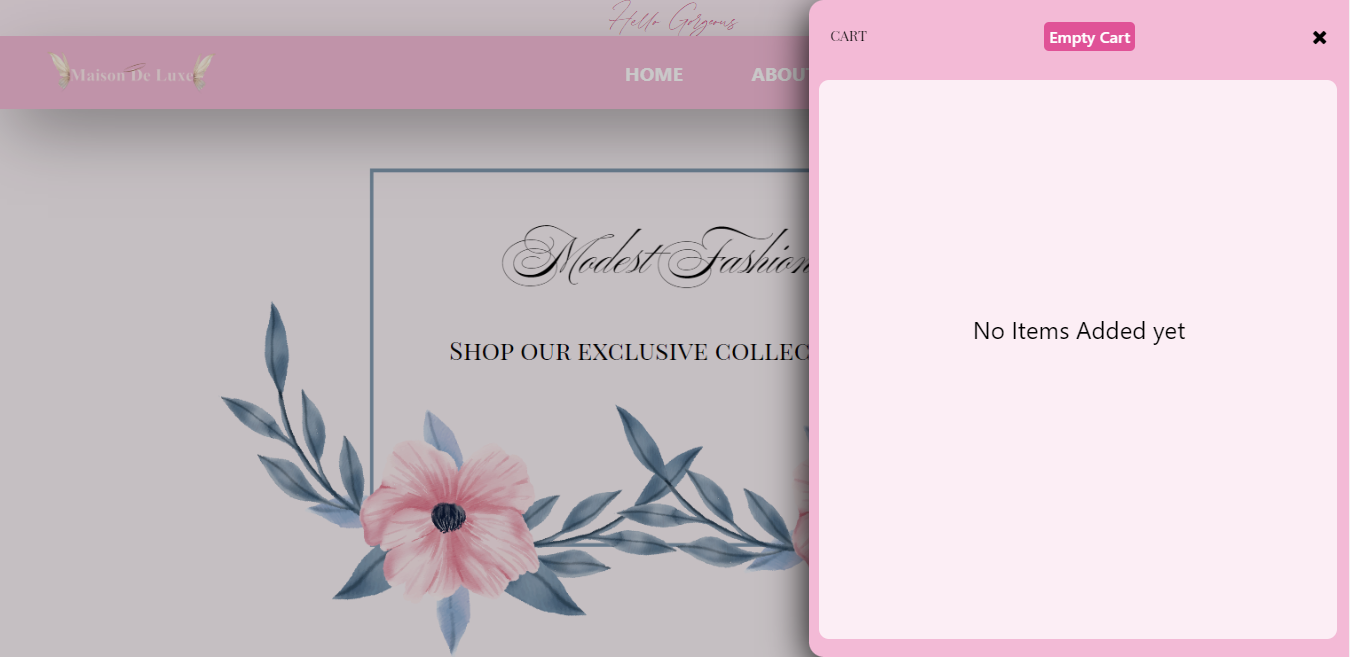 Hello Gorgeous
Maison De Luxe
HOME
ABOU
Modest Fashion
SHOP OUR EXCLUSIVE COLLEC
CART
Empty Cart
No Items Added yet